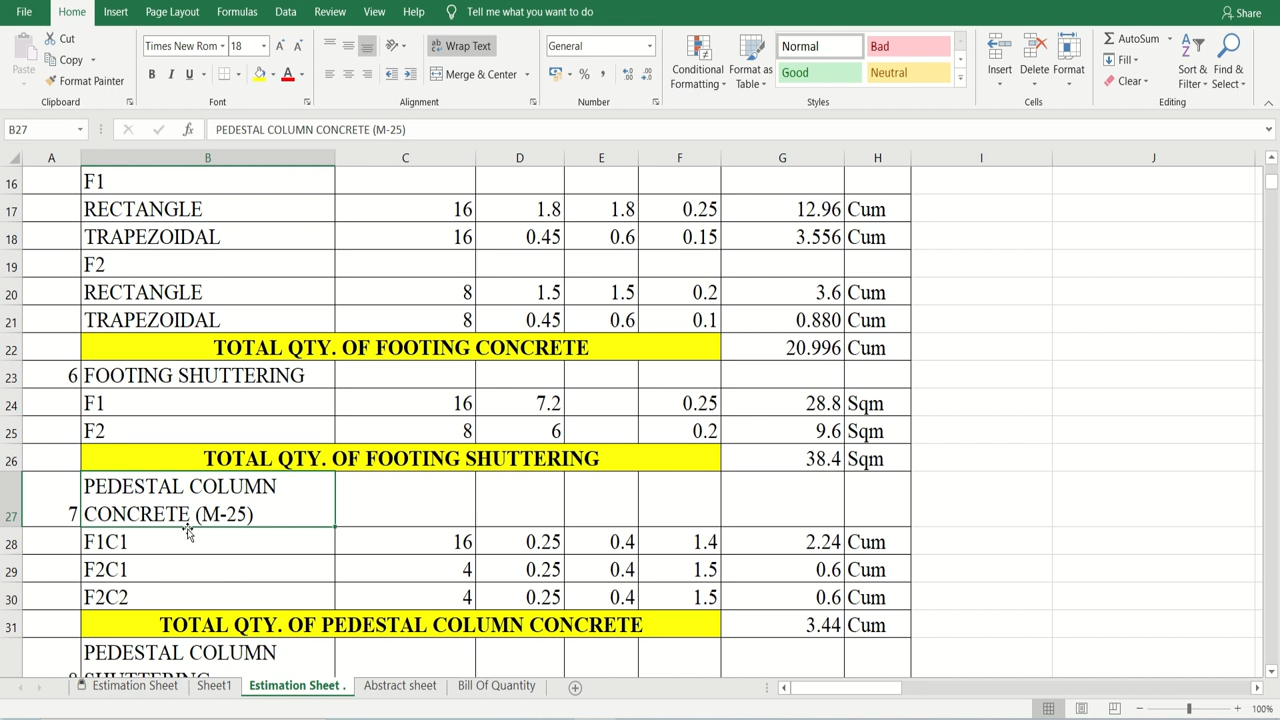 File Home Insert Page Layout Formulas Data Review View Help Tell me what you want to do Share
Cut
Copy
Format Painter
Paste
Clipboard
Times New Rom 18
B I U A
Font
Wrap Text
Merge & Center
Alignment
General
%
Number
Conditional Formatting
Format as Table
Normal Bad
Good Neutral
Styles
Insert Delete Format
Cells
AutoSum
Fill
Clear
Sort & Filter
Find & Select
Editing
B27 fx PEDESTAL COLUMN CONCRETE (M-25)
A B C D E F G H I J
16 F1
17 RECTANGLE 16 1.8 1.8 0.25 12.96 Cum
18 TRAPEZOIDAL 16 0.45 0.6 0.15 3.556 Cum
19 F2
20 RECTANGLE 8 1.5 1.5 0.2 3.6 Cum
21 TRAPEZOIDAL 8 0.45 0.6 0.1 0.880 Cum
22 TOTAL QTY. OF FOOTING CONCRETE 20.996 Cum
23 6 FOOTING SHUTTERING
24 F1 16 7.2 0.25 28.8 Sqm
25 F2 8 6 0.2 9.6 Sqm
26 TOTAL QTY. OF FOOTING SHUTTERING 38.4 Sqm
PEDESTAL COLUMN
27 7 CONCRETE (M-25)
28 F1C1 16 0.25 0.4 1.4 2.24 Cum
29 F2C1 4 0.25 0.4 1.5 0.6 Cum
30 F2C2 4 0.25 0.4 1.5 0.6 Cum
31 TOTAL QTY. OF PEDESTAL COLUMN CONCRETE 3.44 Cum
PEDESTAL COLUMN
SHUTTERING
Estimation Sheet Sheet1 Estimation Sheet . Abstract sheet Bill Of Quantity
100%